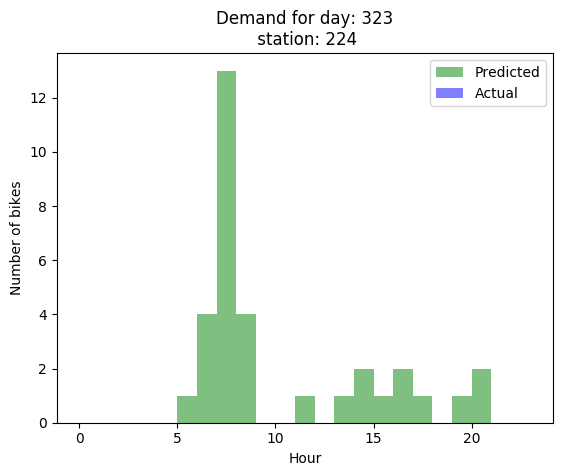 Demand for day: 323
station: 224
Predicted
Actual
Number of bikes
12
10
8
6
4
2
0
0
5
10
15
20
Hour